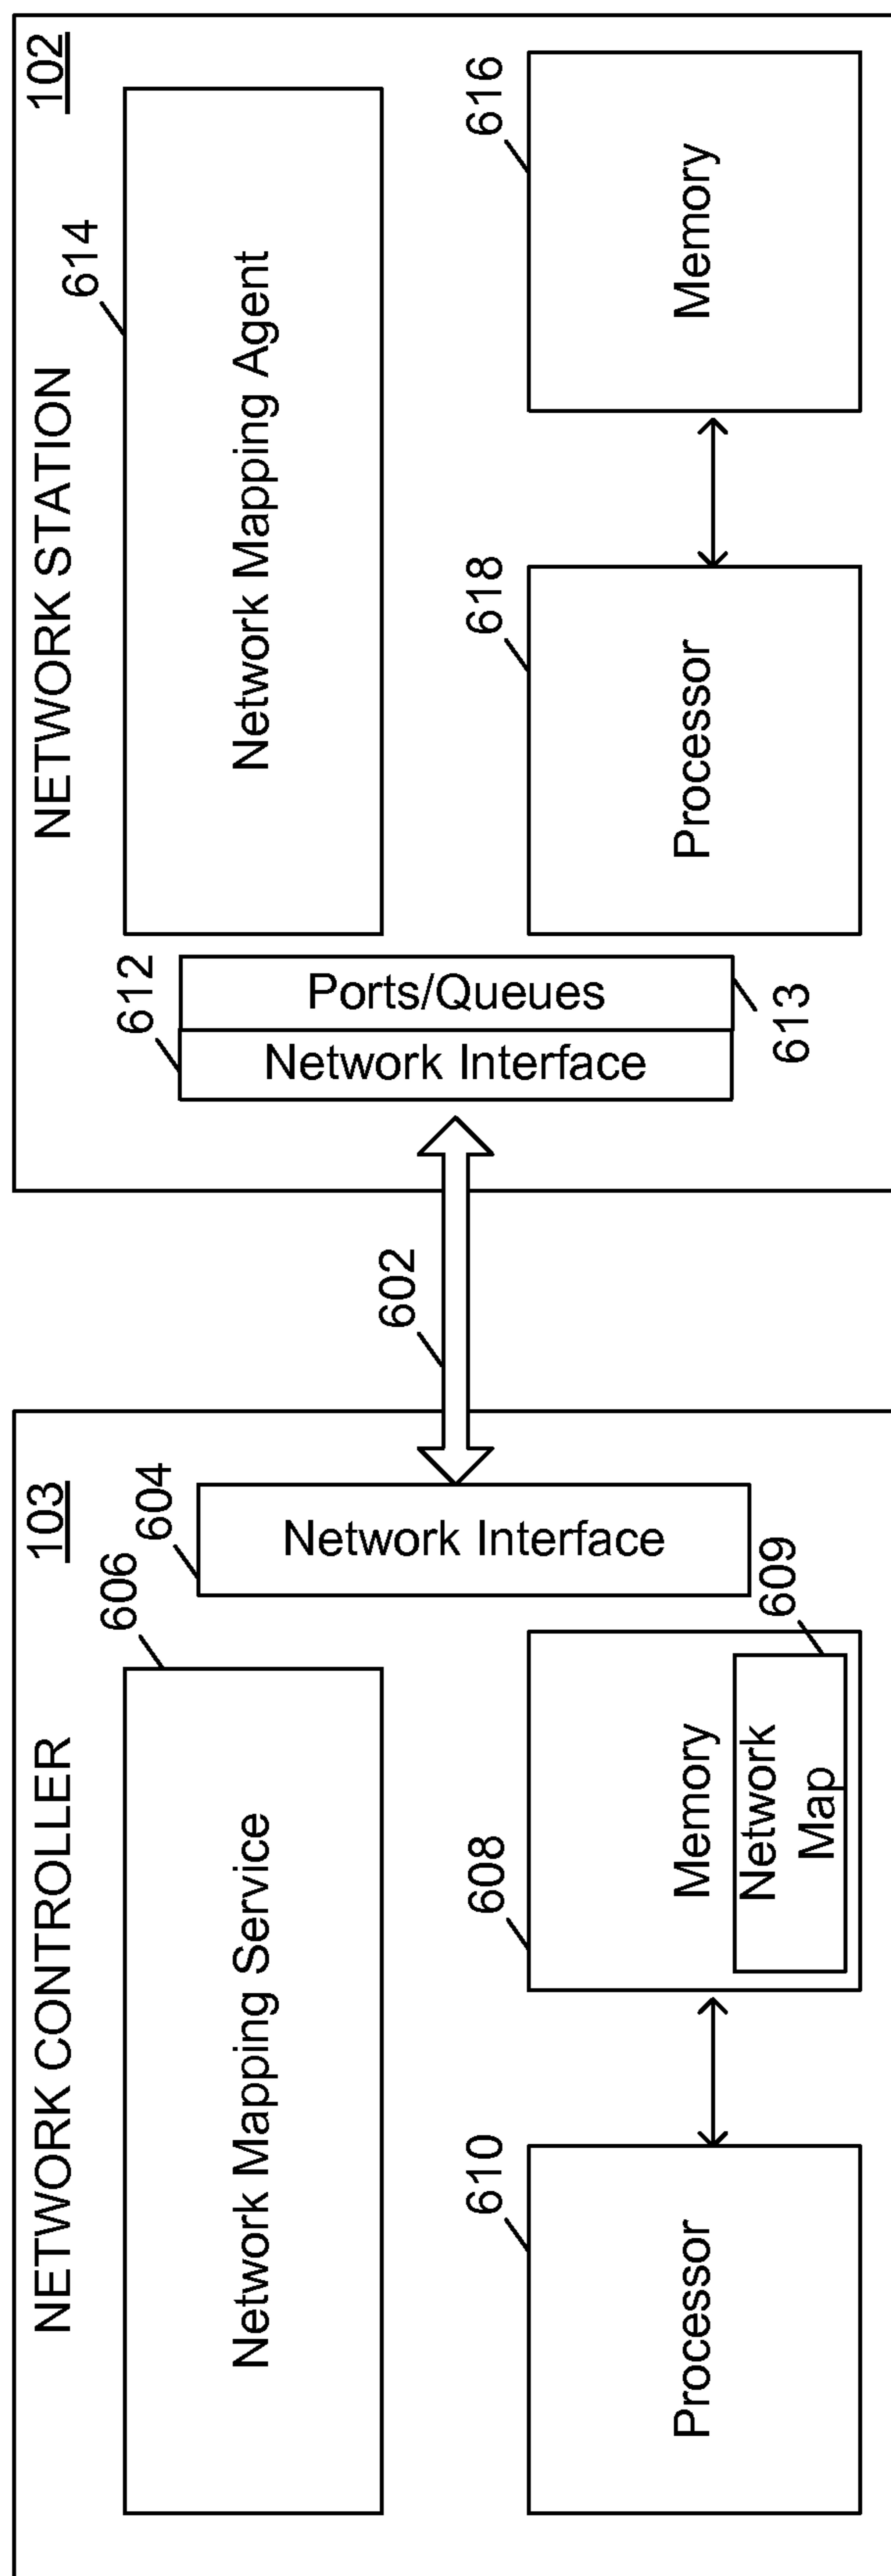 NETWORK CONTROLLER
103
606
Network Mapping Service
604
Network Interface
610
Processor
608
Memory
609
Network
Map
602
NETWORK STATION
102
614
Network Mapping Agent
612
Network Interface
Ports/Queues
613
618
Processor
616
Memory